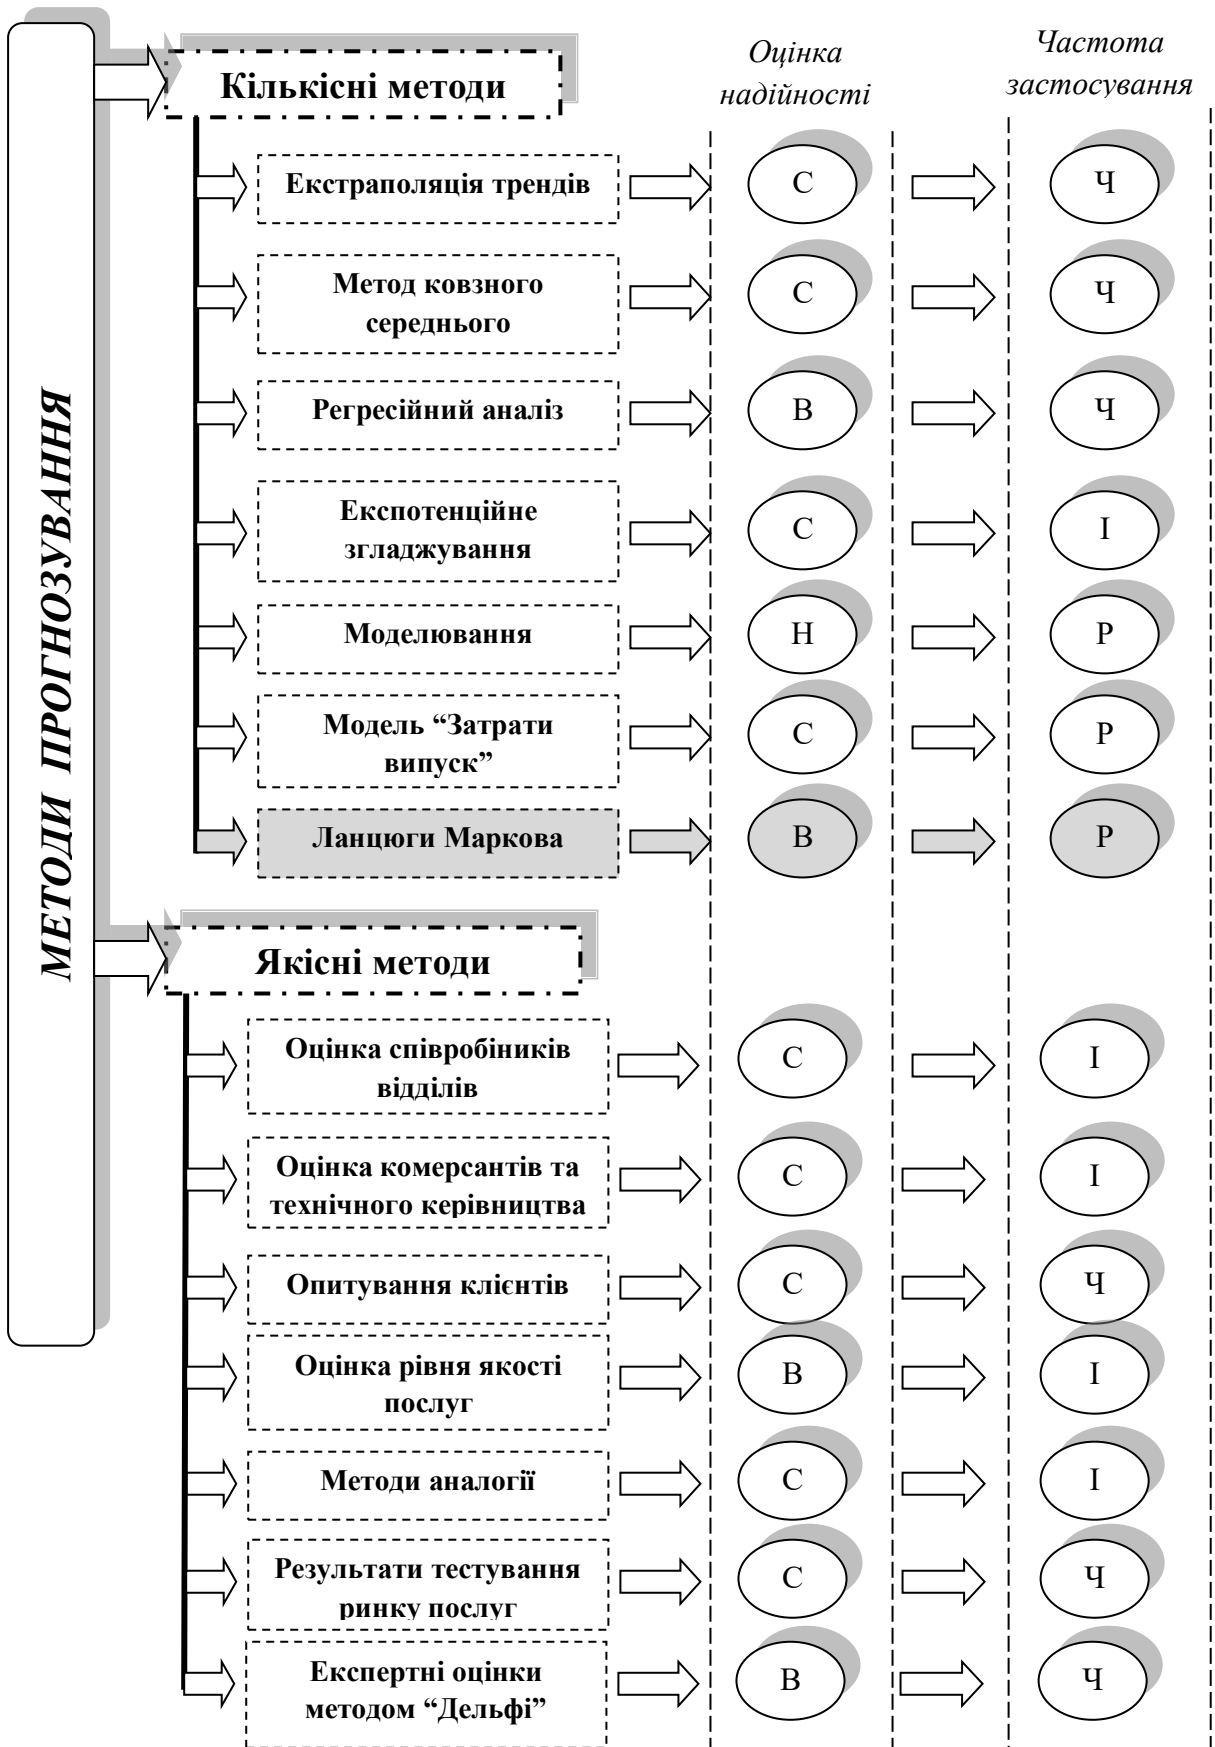 МЕТОДИ ПРОГНОЗУВАННЯ
Кількісні методи
Оцінка
надійності
Частота
застосування
Екстраполяція трендів
С
Ч
Метод ковзного
середнього
С
Ч
Регресійний аналіз
В
Ч
Експотенційне
згладжування
С
І
Моделювання
Н
Р
Модель “Затрати
випуск”
С
Р
Ланцюги Маркова
В
Р
Якісні методи
Оцінка співробіників
відділів
С
І
Оцінка комерсантів та
технічного керівництва
С
І
Опитування клієнтів
С
Ч
Оцінка рівня якості
послуг
В
І
Методи аналогії
С
І
Результати тестування
ринку послуг
С
Ч
Експертні оцінки
методом “Дельфі”
В
Ч